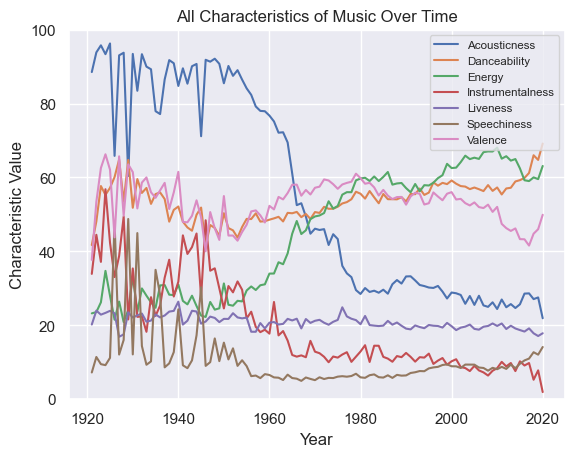 All Characteristics of Music Over Time
Characteristic Value
100
80
60
40
20
0
Acousticness
Danceability
Energy
Instrumentalness
Liveness
Speechiness
Valence
1920
1940
1960
1980
2000
2020
Year